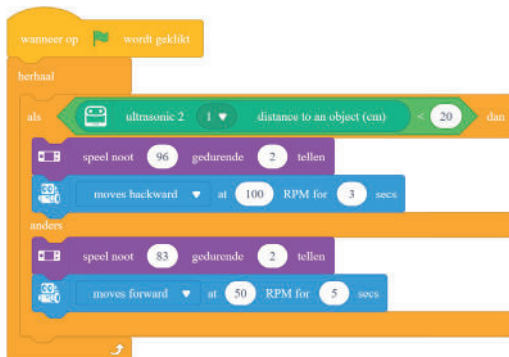 wanneer op wordt geklikt
herhaal
als ultrasonic 2 1 distance to an object (cm) < 20 dan
speel noot 96 gedurende 2 tellen
moves backward at 100 RPM for 3 secs
anders
speel noot 83 gedurende 2 tellen
moves forward at 50 RPM for 5 secs